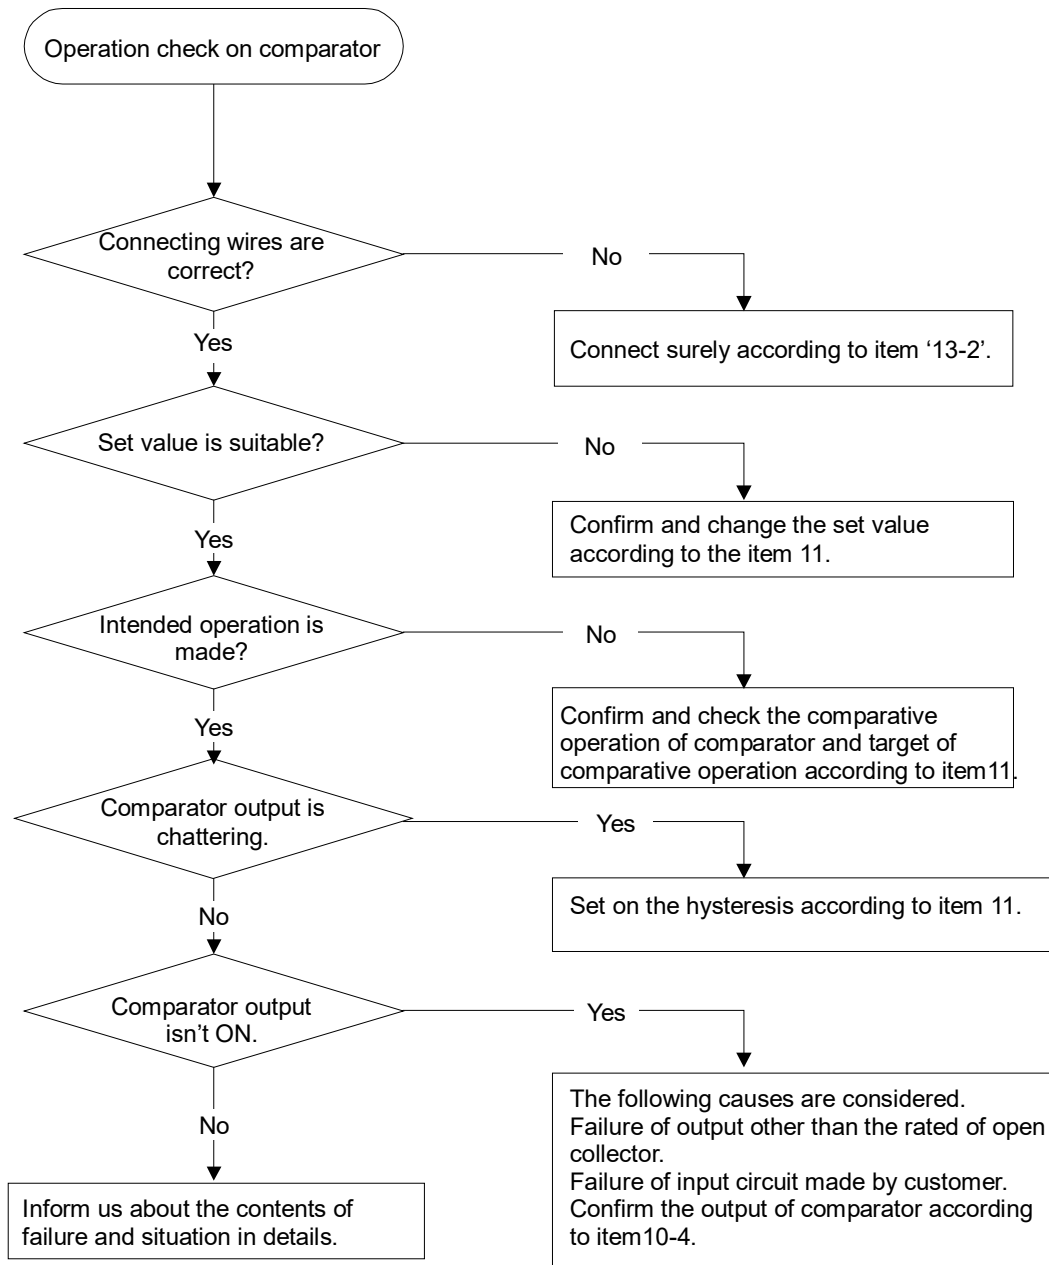 Operation check on comparator
Connecting wires are
correct?
No
Connect surely according to item ‘13-2’.
Yes
Set value is suitable?
No
Confirm and change the set value
according to the item 11.
Yes
Intended operation is
made?
No
Confirm and check the comparative
operation of comparator and target of
comparative operation according to item11.
Yes
Comparator output is
chattering.
Yes
Set on the hysteresis according to item 11.
No
Comparator output
isn’t ON.
Yes
The following causes are considered.
Failure of output other than the rated of open
collector.
Failure of input circuit made by customer.
Confirm the output of comparator according
to item10-4.
No
Inform us about the contents of
failure and situation in details.